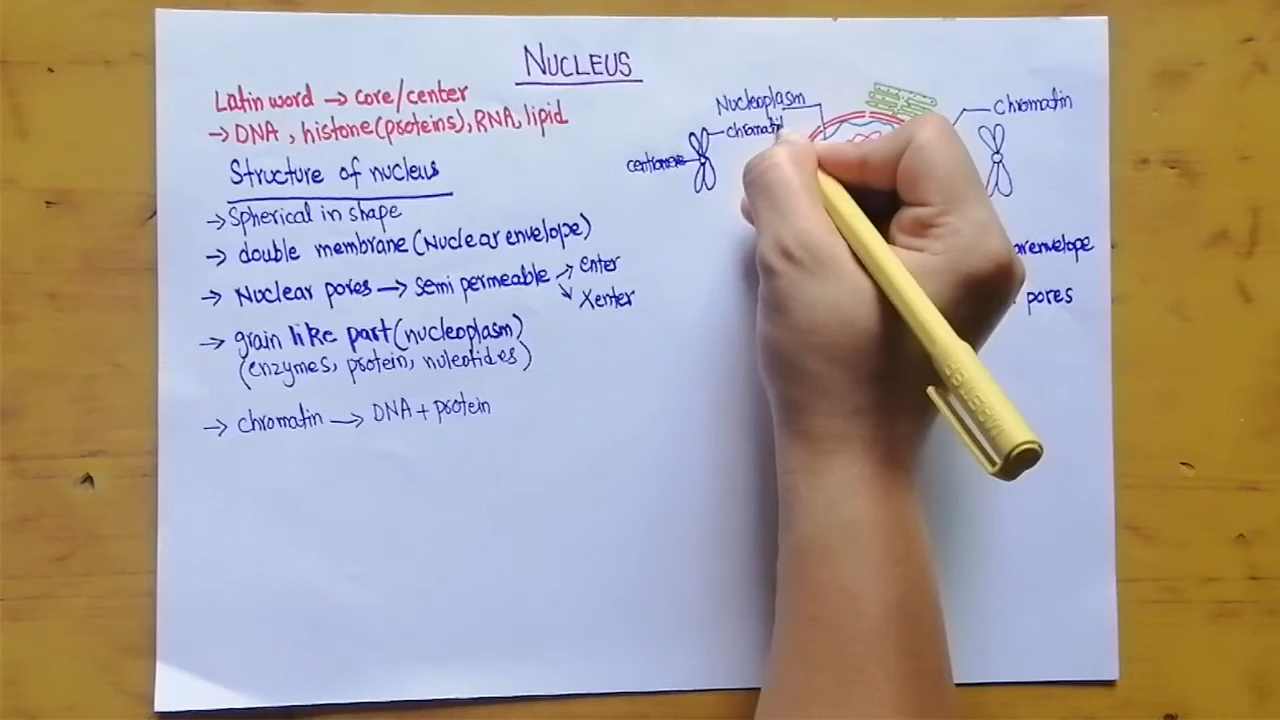 NUCLEUS
Latin word → core/center
→ DNA, histone(proteins), RNA, lipid
Structure of nucleus
→ Spherical in shape
→ double membrane (Nuclear envelope)
→ Nuclear pores → semi permeable → enter
↘ Xenter
→ grain like part (nucleoplasm)
(enzymes, protein, nuleotides)
→ chromatin → DNA + protein
Nucleoplasm
Chromatin
pores